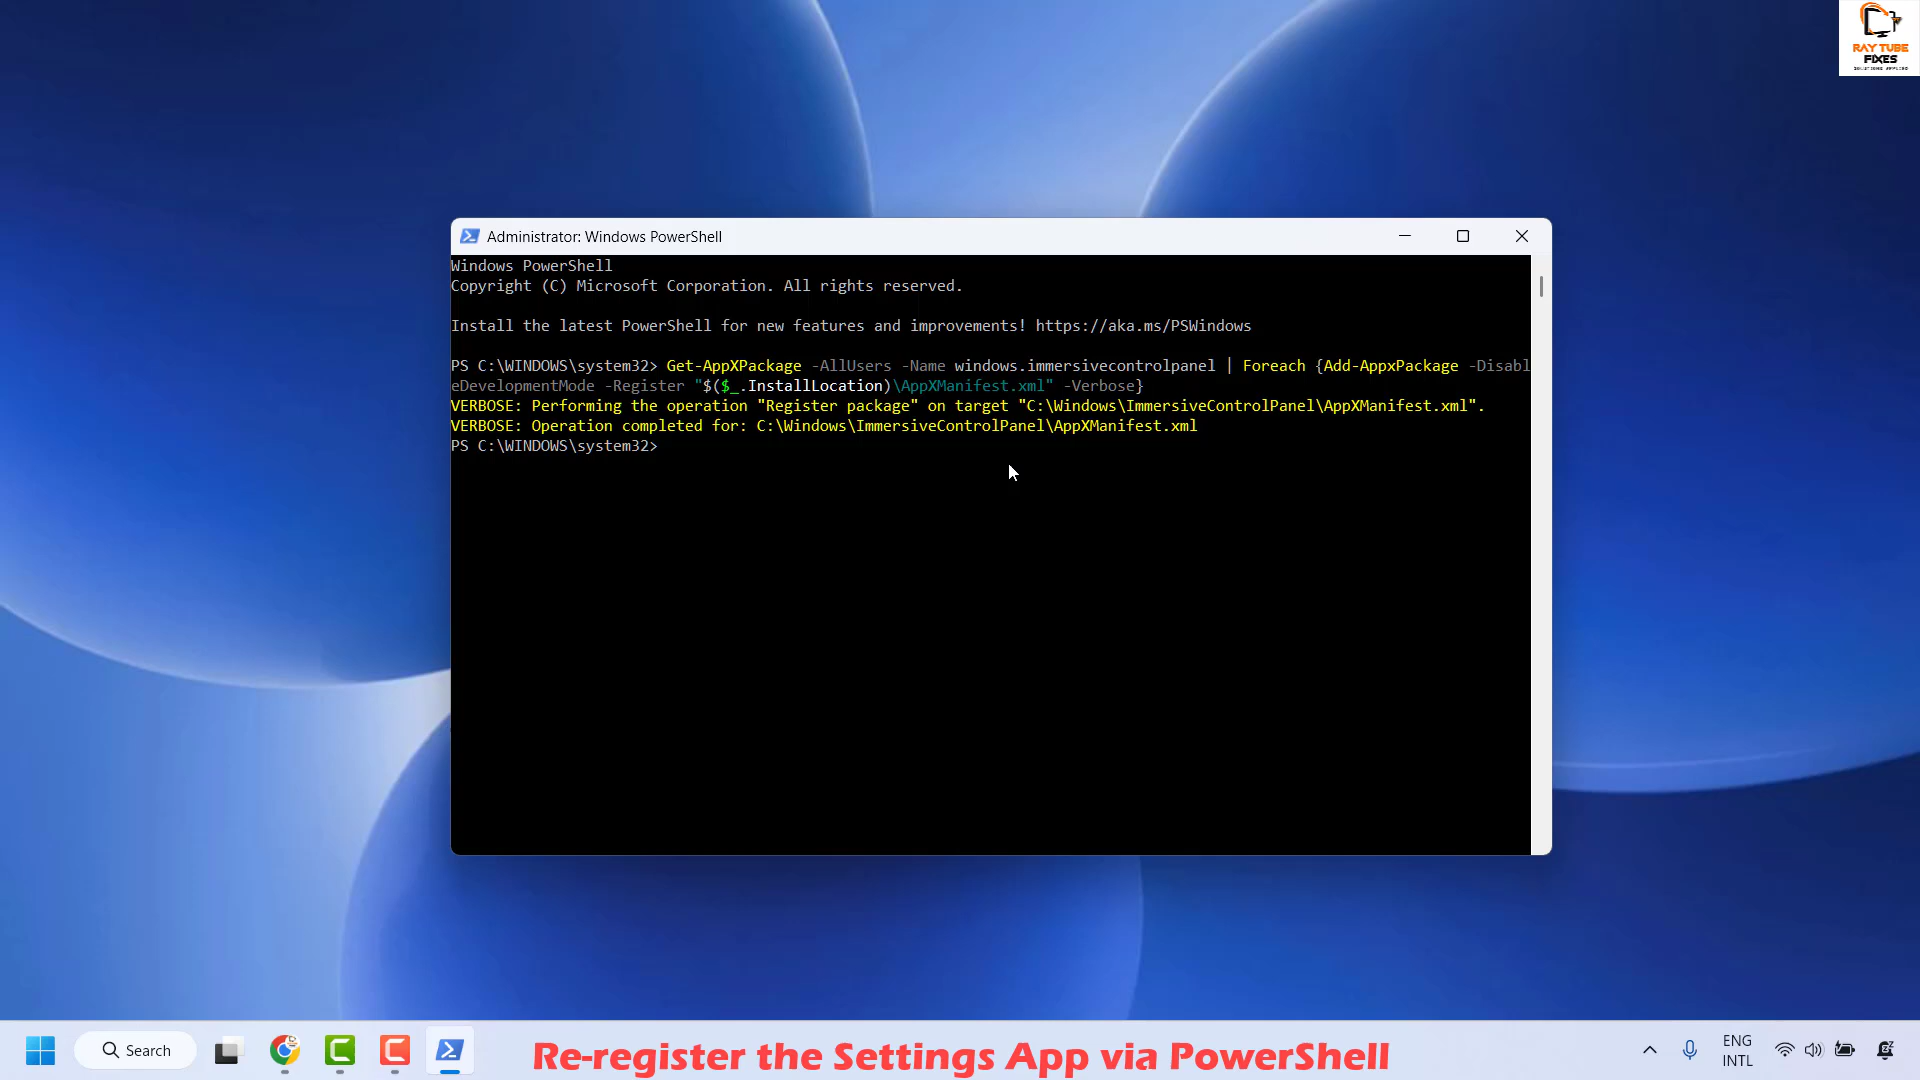 RAY TUBE
FIXES
SOLUTIONS APPLIED
Administrator: Windows PowerShell
Windows PowerShell
Copyright (C) Microsoft Corporation. All rights reserved.
Install the latest PowerShell for new features and improvements! https://aka.ms/PSWindows
PS C:\WINDOWS\system32> Get-AppXPackage -AllUsers -Name windows.immersivecontrolpanel | Foreach {Add-AppxPackage -Disabl
eDevelopmentMode -Register "$($_.InstallLocation)\AppXManifest.xml" -Verbose}
VERBOSE: Performing the operation "Register package" on target "C:\Windows\ImmersiveControlPanel\AppXManifest.xml".
VERBOSE: Operation completed for: C:\Windows\ImmersiveControlPanel\AppXManifest.xml
PS C:\WINDOWS\system32>
Search
Re-register the Settings App via PowerShell
ENG
INTL